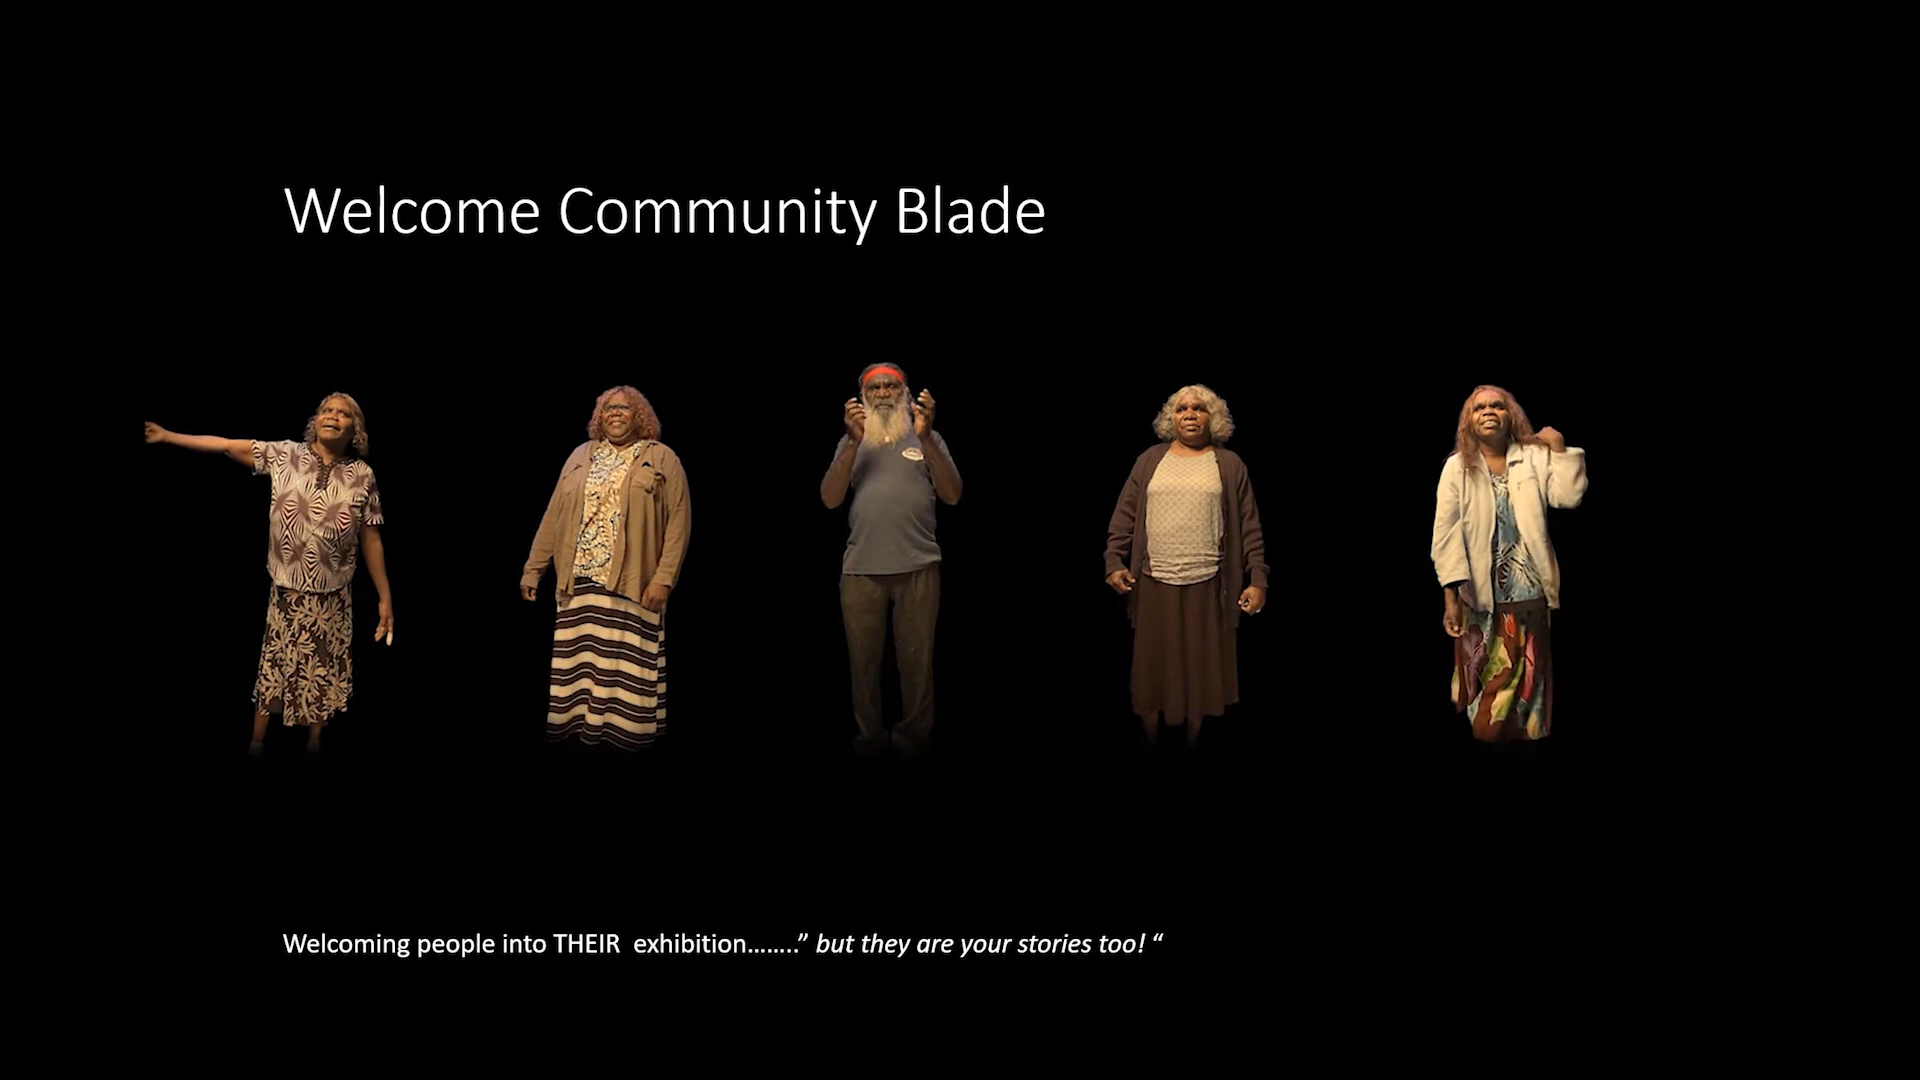 Welcome Community Blade
Welcoming people into THEIR  exhibition……..” but they are your stories too! “